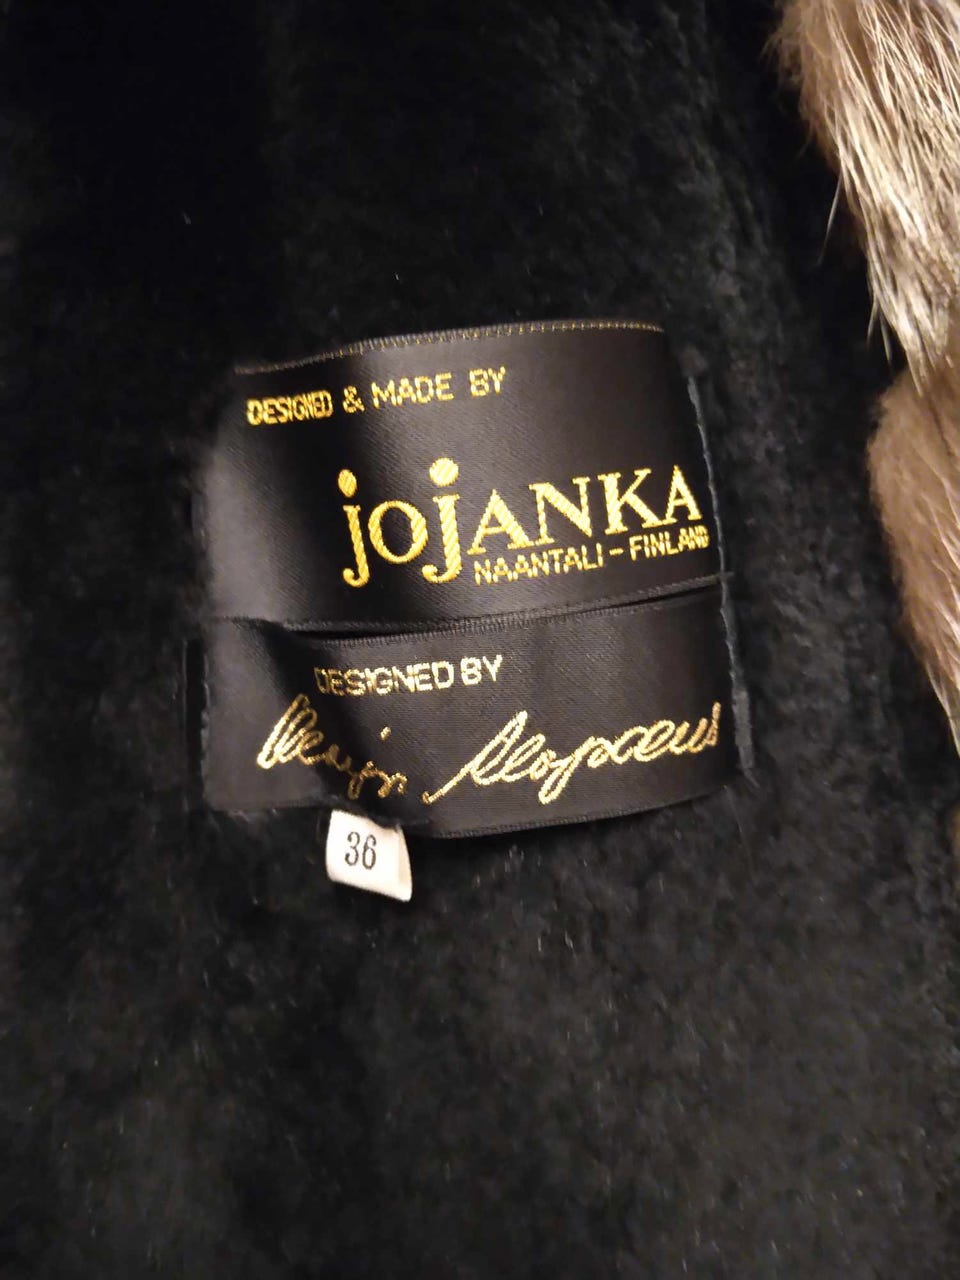 DESIGNED & MADE BY
joJANKA
NAANTALI - FINLAND
DESIGNED BY
Alopaeus
36